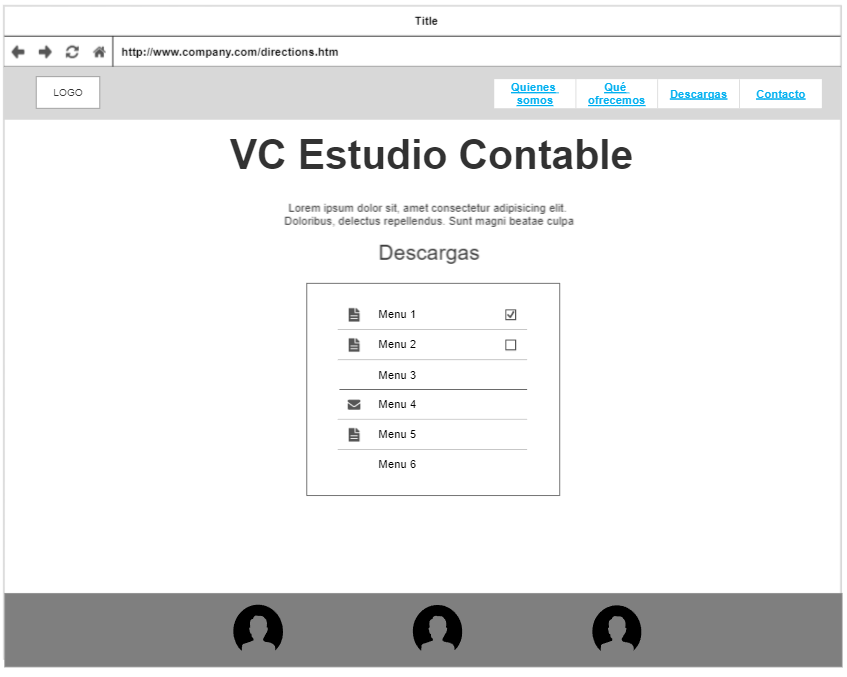 Title
http://www.company.com/directions.htm
LOGO
Quienes somos
Qué ofrecemos
Descargas
Contacto
VC Estudio Contable
Lorem ipsum dolor sit, amet consectetur adipisicing elit.
Doloribus, delectus repellendus. Sunt magni beatae culpa
Descargas
Menu 1
Menu 2
Menu 3
Menu 4
Menu 5
Menu 6